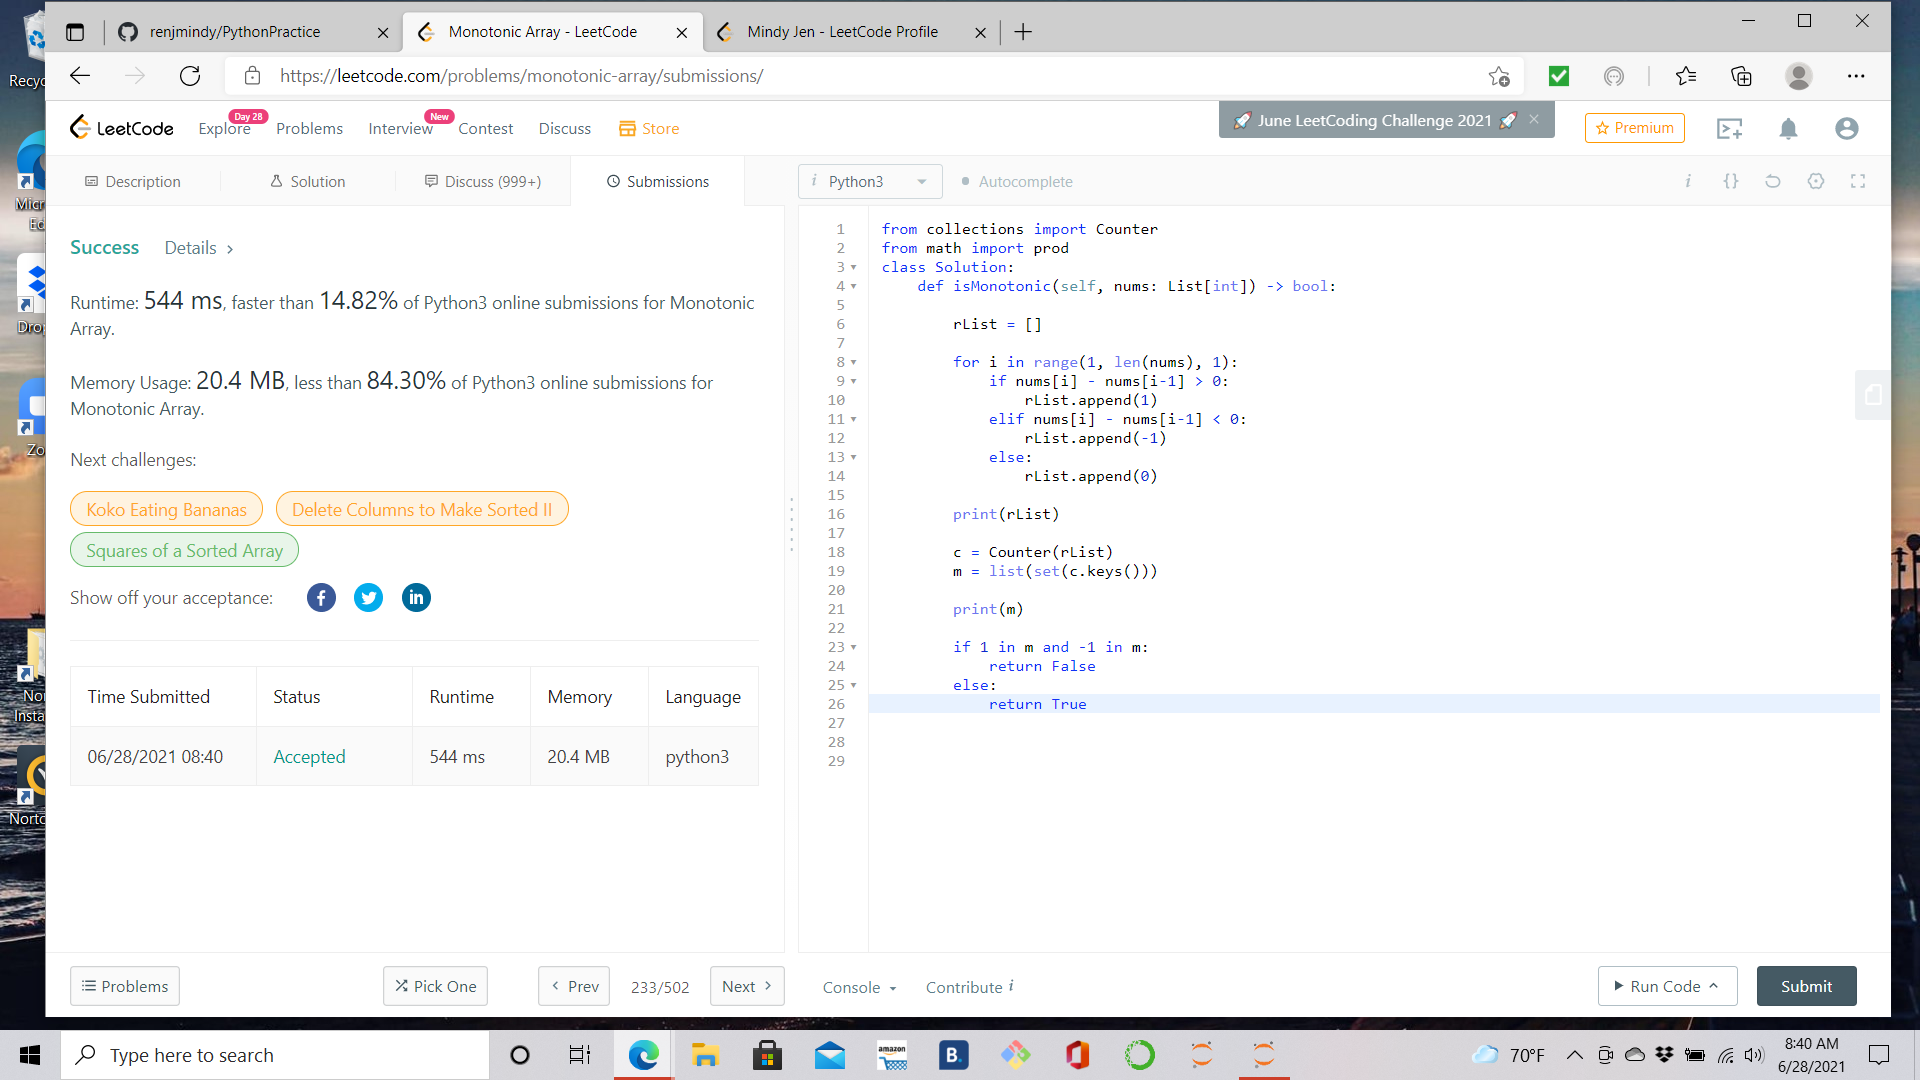 Recyc
Micr
Ed
Dro
Zo
No
Insta
Norto
renjmindy/PythonPractice
Monotonic Array - LeetCode
Mindy Jen - LeetCode Profile
https://leetcode.com/problems/monotonic-array/submissions/
LeetCode
Explore
Day 28
Problems
Interview
New
Contest
Discuss
Store
🚀 June LeetCoding Challenge 2021 🚀
Premium
Description
Solution
Discuss (999+)
Submissions
i Python3
Autocomplete
i
{}
Success
Details
Runtime: 544 ms, faster than 14.82% of Python3 online submissions for Monotonic
Array.
Memory Usage: 20.4 MB, less than 84.30% of Python3 online submissions for
Monotonic Array.
Next challenges:
Koko Eating Bananas
Delete Columns to Make Sorted II
Squares of a Sorted Array
Show off your acceptance:
Time Submitted Status Runtime Memory Language
06/28/2021 08:40 Accepted 544 ms 20.4 MB python3
1 from collections import Counter
2 from math import prod
3 class Solution:
4     def isMonotonic(self, nums: List[int]) -> bool:
5
6         rList = []
7
8         for i in range(1, len(nums), 1):
9             if nums[i] - nums[i-1] > 0:
10                 rList.append(1)
11             elif nums[i] - nums[i-1] < 0:
12                 rList.append(-1)
13             else:
14                 rList.append(0)
15
16         print(rList)
17
18         c = Counter(rList)
19         m = list(set(c.keys()))
20
21         print(m)
22
23         if 1 in m and -1 in m:
24             return False
25         else:
26             return True
27
28
29
Problems
Pick One
Prev
233/502
Next
Console
Contribute i
Run Code
Submit
Type here to search
amazon
B.
70°F
8:40 AM
6/28/2021